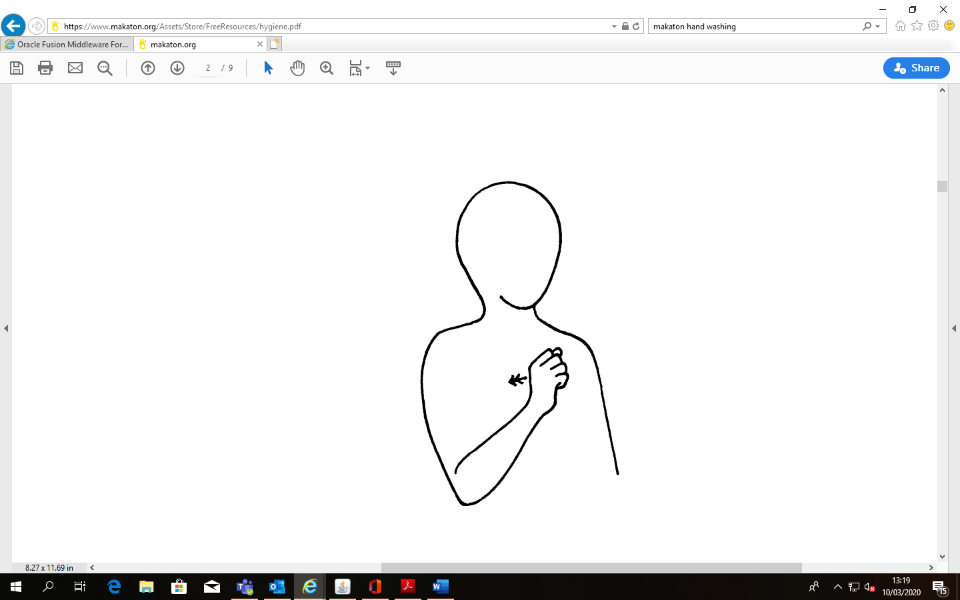 https://www.makaton.org/Assets/Store/FreeResources/hygiene.pdf
makaton hand washing
Oracle Fusion Middleware For...
makaton.org
2 / 9
Share
8.27 x 11.69 in
13:19
10/03/2020
15